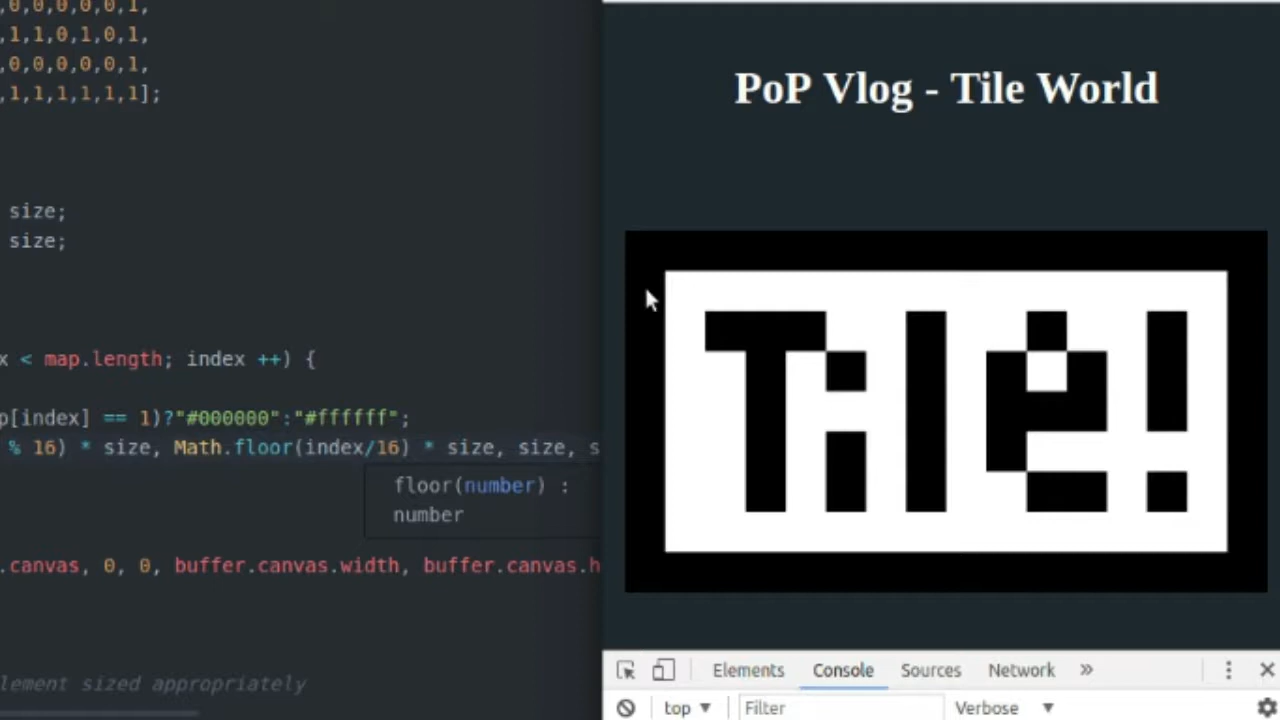 ,0,0,0,0,0,1,
,1,1,0,1,0,1,
,0,0,0,0,0,1,
,1,1,1,1,1,1];
size;
size;
x < map.length; index ++) {
p[index] == 1)?"#000000":"#ffffff";
% 16) * size, Math.floor(index/16) * size, size, s
floor(number) :
number
.canvas, 0, 0, buffer.canvas.width, buffer.canvas.h
lement sized appropriately
PoP Vlog - Tile World
Tile!
Elements Console Sources Network »
top ▼ Filter Verbose ▼